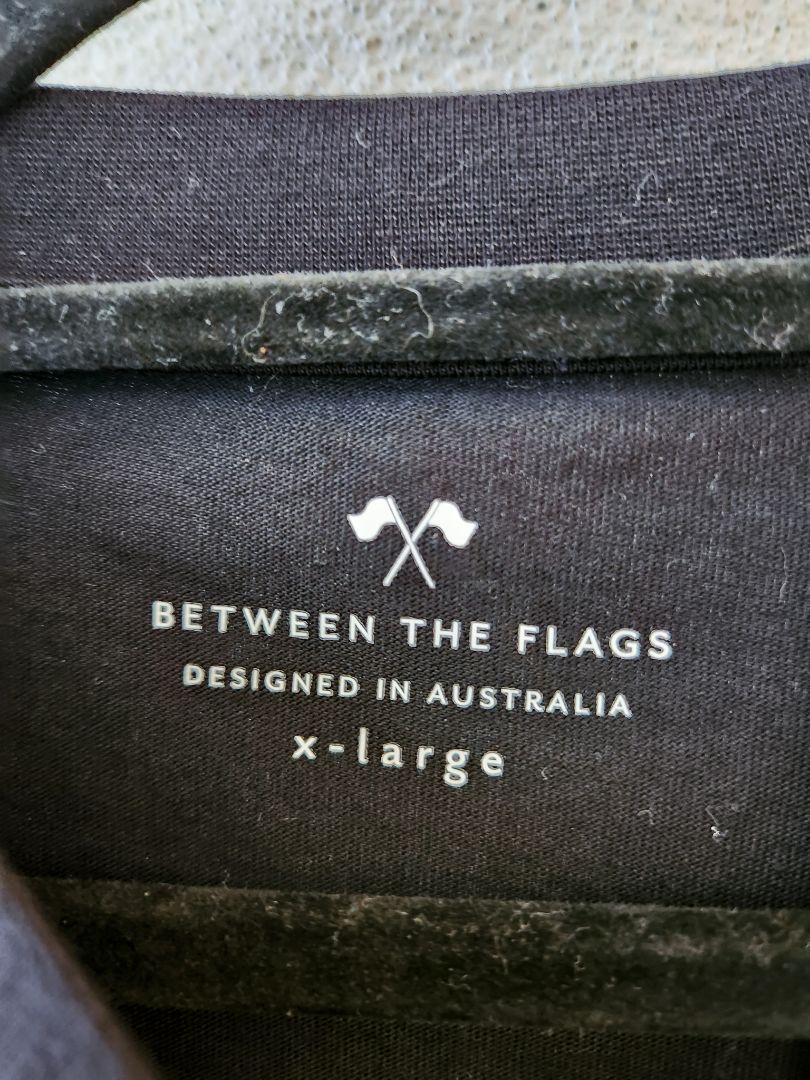 BETWEEN THE FLAGS
DESIGNED IN AUSTRALIA
x-large